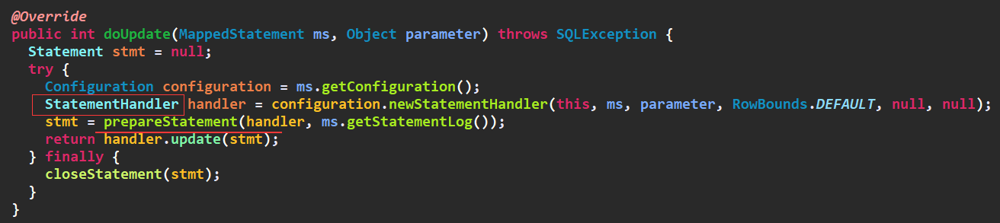 @Override
public int doUpdate(MappedStatement ms, Object parameter) throws SQLException {
  Statement stmt = null;
  try {
    Configuration configuration = ms.getConfiguration();
    StatementHandler handler = configuration.newStatementHandler(this, ms, parameter, RowBounds.DEFAULT, null, null);
    stmt = prepareStatement(handler, ms.getStatementLog());
    return handler.update(stmt);
  } finally {
    closeStatement(stmt);
  }
}